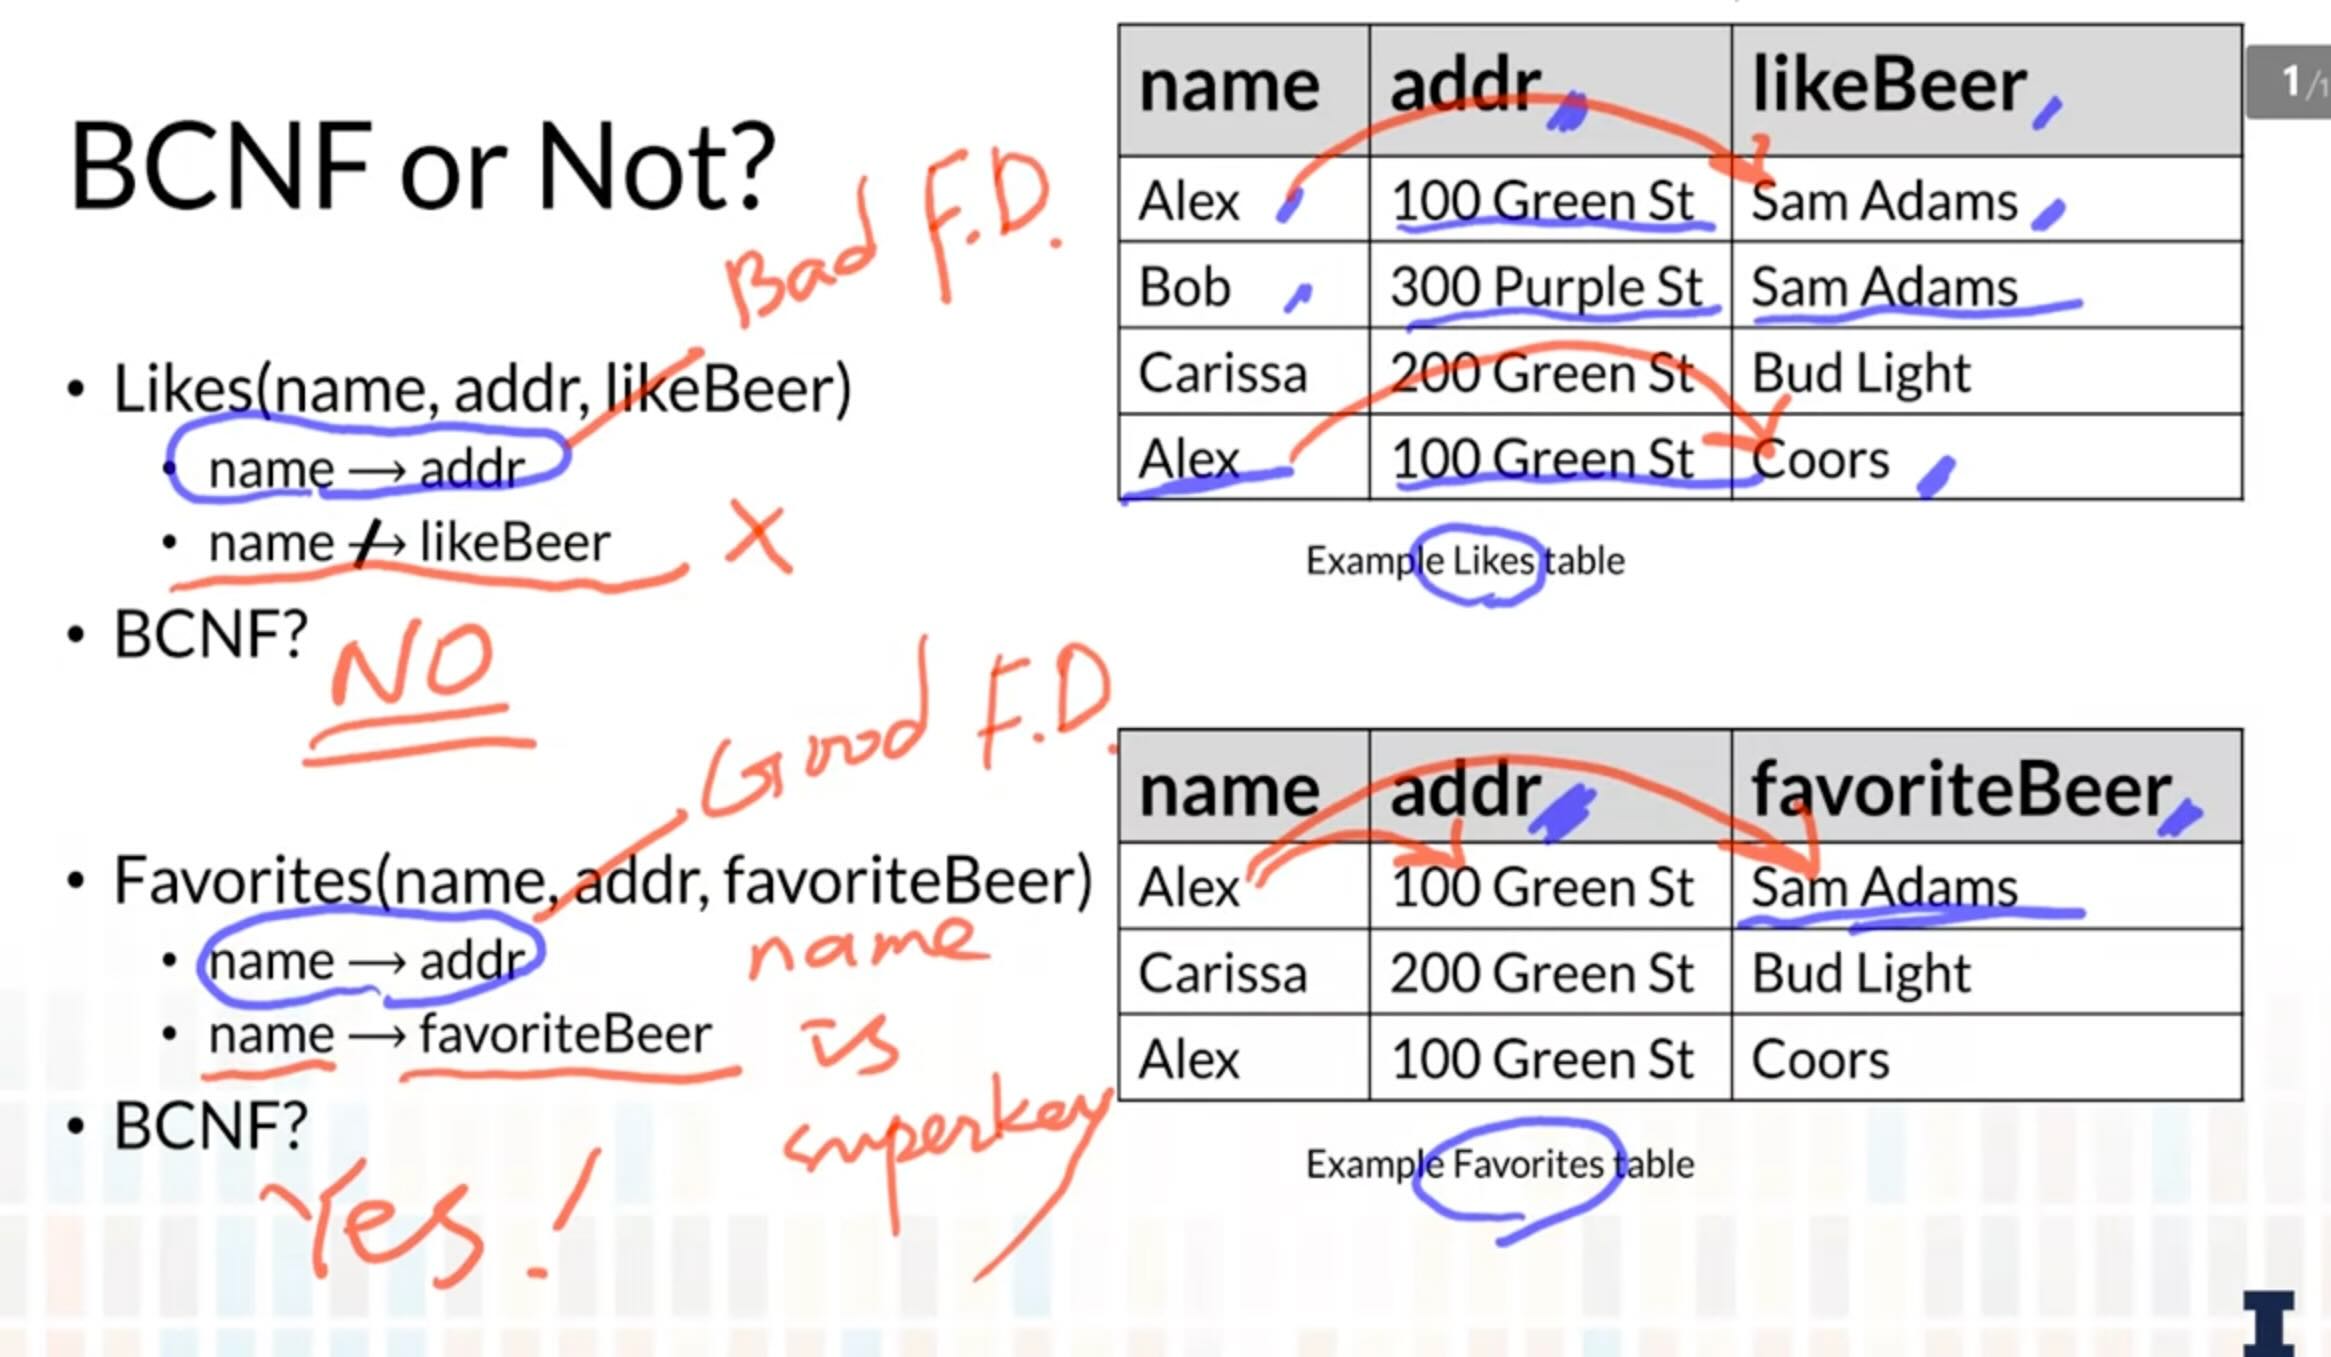 BCNF or Not?
Bad F.D.
• Likes(name, addr, likeBeer)
• name → addr
• name ↛ likeBeer X
• BCNF?
NO
Good F.D.
• Favorites(name, addr, favoriteBeer)
• name → addr
name
• name → favoriteBeer
is
• BCNF?
superkey
Yes!
name addr likeBeer
Alex 100 Green St Sam Adams
Bob 300 Purple St Sam Adams
Carissa 200 Green St Bud Light
Alex 100 Green St Coors
Example Likes table
name addr favoriteBeer
Alex 100 Green St Sam Adams
Carissa 200 Green St Bud Light
Alex 100 Green St Coors
Example Favorites table
1/1
I